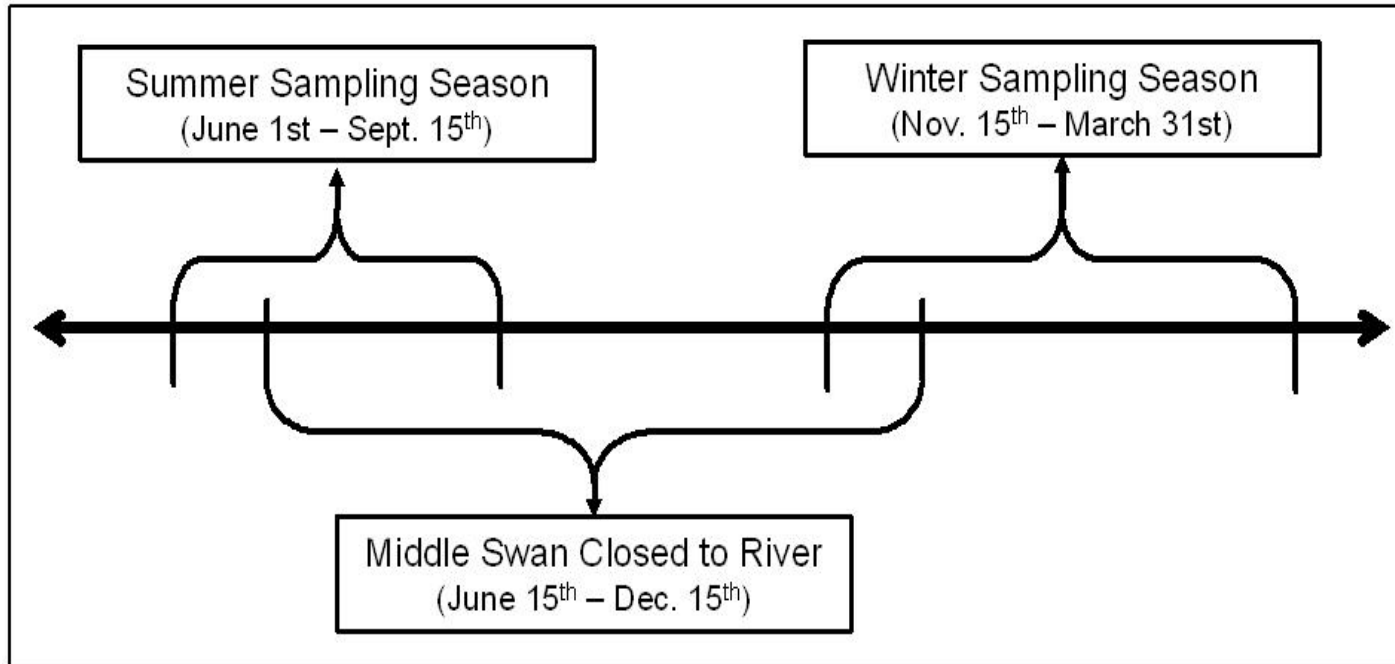 Summer Sampling Season
(June 1st – Sept. 15th)
Winter Sampling Season
(Nov. 15th – March 31st)
Middle Swan Closed to River
(June 15th – Dec. 15th)